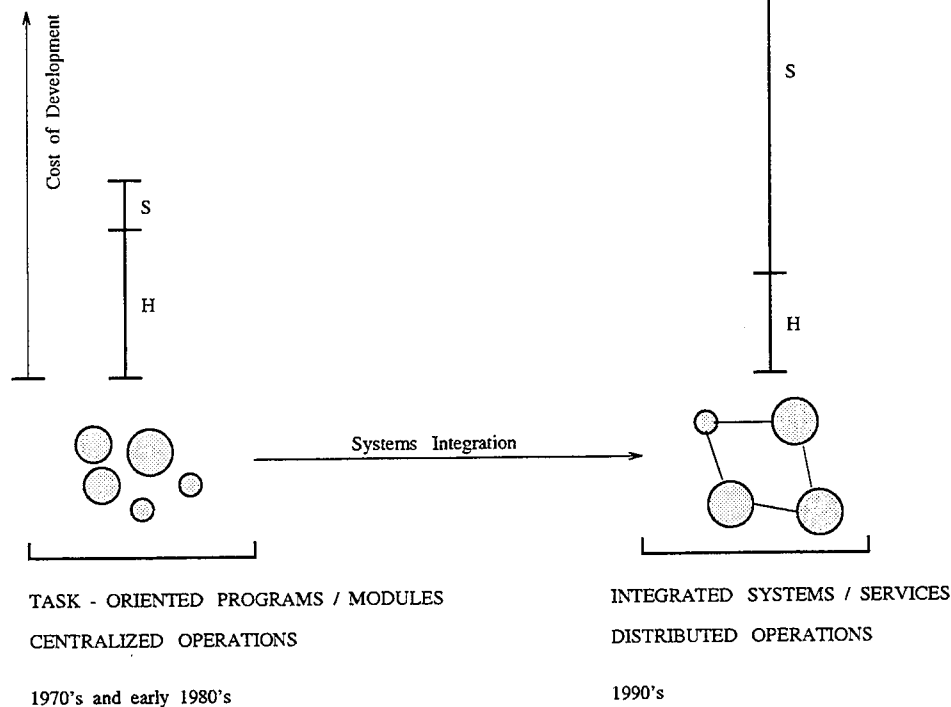 Cost of Development
S
H
S
H
Systems Integration
TASK - ORIENTED PROGRAMS / MODULES
CENTRALIZED OPERATIONS
1970's and early 1980's
INTEGRATED SYSTEMS / SERVICES
DISTRIBUTED OPERATIONS
1990's